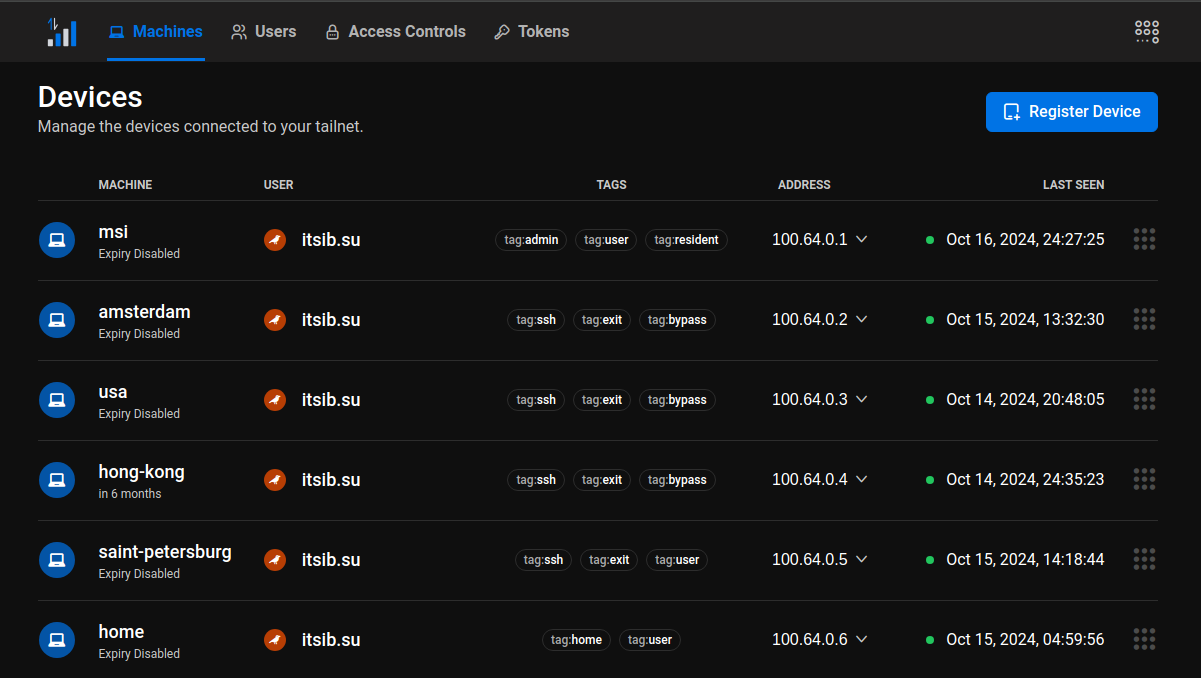 Machines Users Access Controls Tokens
Devices
Manage the devices connected to your tailnet.
Register Device
MACHINE USER TAGS ADDRESS LAST SEEN
msi
Expiry Disabled
itsib.su tag:admin tag:user tag:resident 100.64.0.1 Oct 16, 2024, 24:27:25
amsterdam
Expiry Disabled
itsib.su tag:ssh tag:exit tag:bypass 100.64.0.2 Oct 15, 2024, 13:32:30
usa
Expiry Disabled
itsib.su tag:ssh tag:exit tag:bypass 100.64.0.3 Oct 14, 2024, 20:48:05
hong-kong
in 6 months
itsib.su tag:ssh tag:exit tag:bypass 100.64.0.4 Oct 14, 2024, 24:35:23
saint-petersburg
Expiry Disabled
itsib.su tag:ssh tag:exit tag:user 100.64.0.5 Oct 15, 2024, 14:18:44
home
Expiry Disabled
itsib.su tag:home tag:user 100.64.0.6 Oct 15, 2024, 04:59:56